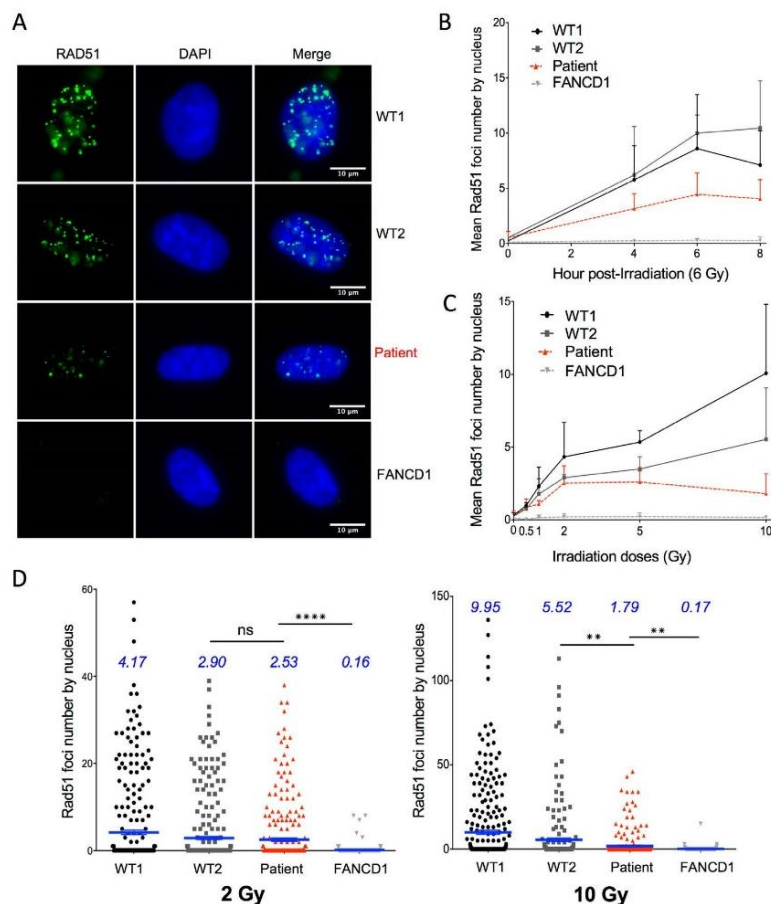 A
RAD51 DAPI Merge
WT1
10 µm
WT2
10 µm
Patient
10 µm
FANCD1
10 µm
B
WT1
WT2
Patient
FANCD1
Mean Rad51 foci number by nucleus
20
15
10
5
0
0 2 4 6 8
Hour post-Irradiation (6 Gy)
C
WT1
WT2
Patient
FANCD1
Mean Rad51 foci number by nucleus
15
10
5
0
0 0.5 1 2 5 10
Irradiation doses (Gy)
D
Rad51 foci number by nucleus
60
40
20
0
ns ****
4.17 2.90 2.53 0.16
WT1 WT2 Patient FANCD1
2 Gy
Rad51 foci number by nucleus
150
100
50
0
9.95 5.52 1.79 0.17
** **
WT1 WT2 Patient FANCD1
10 Gy